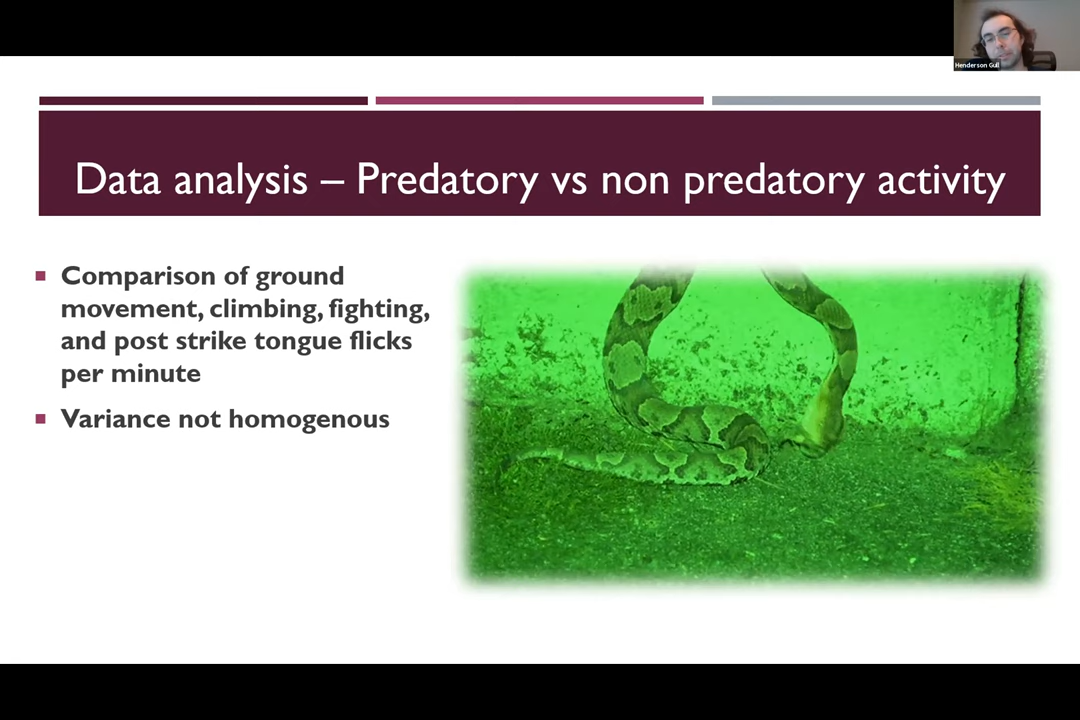 Henderson Gull
Data analysis – Predatory vs non predatory activity
Comparison of ground
movement, climbing, fighting,
and post strike tongue flicks
per minute
Variance not homogenous